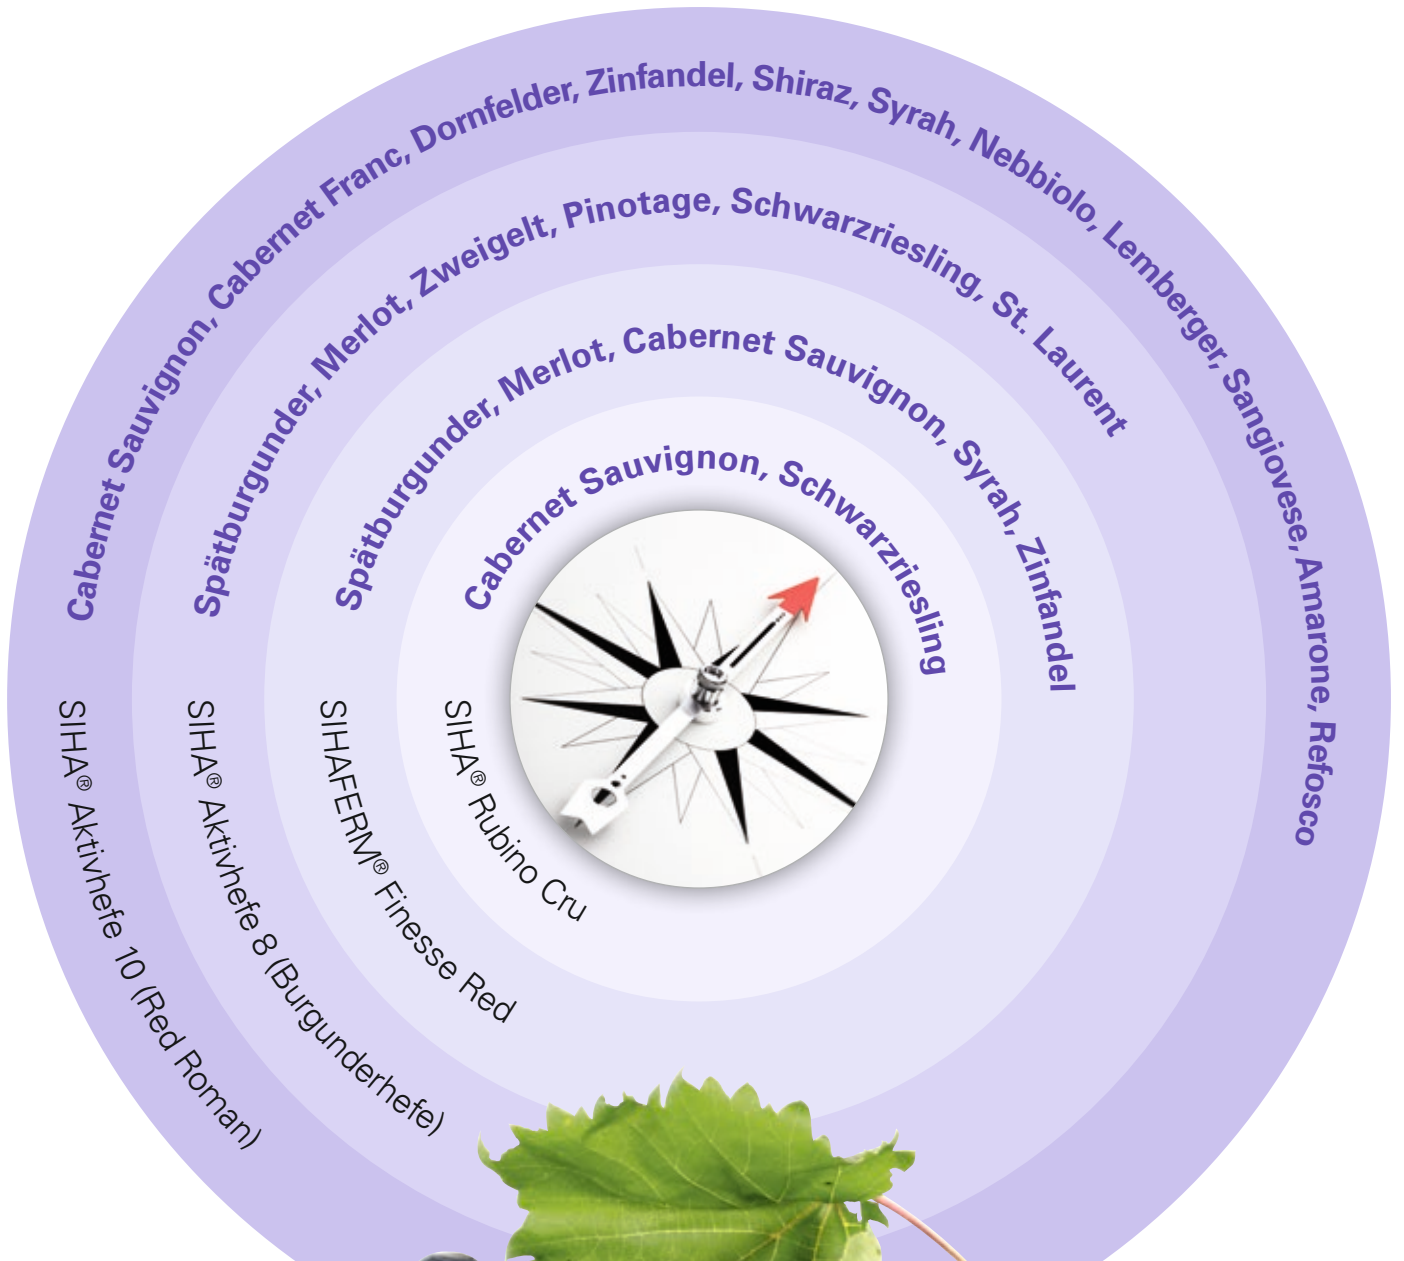 Cabernet Sauvignon, Cabernet Franc, Dornfelder, Zinfandel, Shiraz, Syrah, Nebbiolo, Lemberger, Sangiovese, Amarone, Refosco
Spätburgunder, Merlot, Zweigelt, Pinotage, Schwarzriesling, St. Laurent
Spätburgunder, Merlot, Cabernet Sauvignon, Syrah, Zinfandel
Cabernet Sauvignon, Schwarzriesling
SIHA® Aktivhefe 10 (Red Roman)
SIHA® Aktivhefe 8 (Burgunderhefe)
SIHAFERM® Finesse Red
SIHA® Rubino Cru